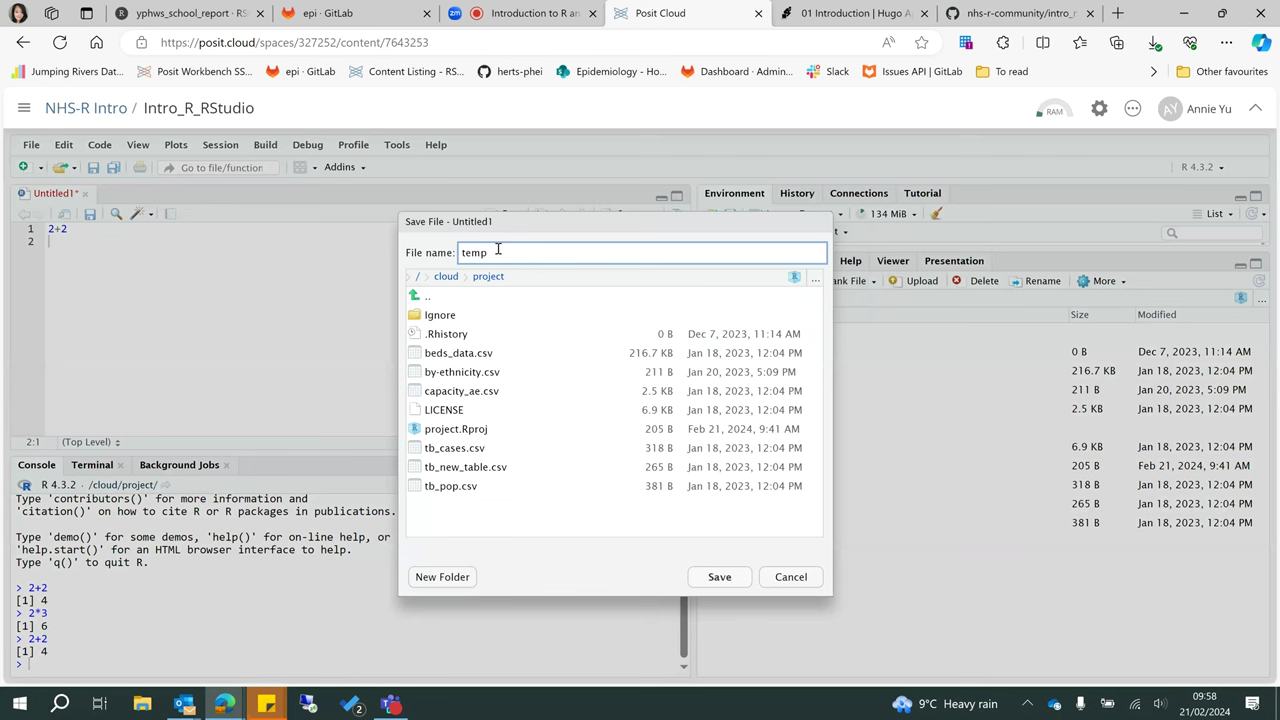 yphws_school_report - RS
epi · GitLab
Introduction to R an
Posit Cloud
01 Introduction | Hugo A
nhs-r-community/intro_r
https://posit.cloud/spaces/327252/content/7643253
Jumping Rivers Dat...
Posit Workbench SS...
epi · GitLab
Content Listing - RS...
herts-phei
Epidemiology - Ho...
Dashboard · Admin...
Slack
Issues API | GitLab
To read
Other favourites
NHS-R Intro / Intro_R_RStudio
RAM
AY
Annie Yu
File Edit Code View Plots Session Build Debug Profile Tools Help
Go to file/function
Addins
R 4.3.2
Untitled1*
Environment History Connections Tutorial
134 MiB
List
1 2+2
2
Save File - Untitled1
File name: temp
/ cloud project
...
..
Ignore
.Rhistory 0 B Dec 7, 2023, 11:14 AM
beds_data.csv 216.7 KB Jan 18, 2023, 12:04 PM
by-ethnicity.csv 211 B Jan 20, 2023, 5:09 PM
capacity_ae.csv 2.5 KB Jan 18, 2023, 12:04 PM
LICENSE 6.9 KB Jan 18, 2023, 12:04 PM
project.Rproj 205 B Feb 21, 2024, 9:41 AM
tb_cases.csv 318 B Jan 18, 2023, 12:04 PM
tb_new_table.csv 265 B Jan 18, 2023, 12:04 PM
tb_pop.csv 381 B Jan 18, 2023, 12:04 PM
New Folder
Save
Cancel
Help Viewer Presentation
ank File Upload Delete Rename More
...
Size Modified
0 B Dec 7, 2023, 11:14 AM
216.7 KB Jan 18, 2023, 12:04 PM
211 B Jan 20, 2023, 5:09 PM
2.5 KB Jan 18, 2023, 12:04 PM
6.9 KB Jan 18, 2023, 12:04 PM
205 B Feb 21, 2024, 9:41 AM
318 B Jan 18, 2023, 12:04 PM
265 B Jan 18, 2023, 12:04 PM
381 B Jan 18, 2023, 12:04 PM
2:1 (Top Level)
Console Terminal Background Jobs
R 4.3.2 · /cloud/project/
Type 'contributors()' for more information and
'citation()' on how to cite R or R packages in publications.
Type 'demo()' for some demos, 'help()' for on-line help, or
'help.start()' for an HTML browser interface to help.
Type 'q()' to quit R.
> 2+2
[1] 4
> 2*3
[1] 6
> 2+2
[1] 4
>
2
9°C Heavy rain
09:58
21/02/2024